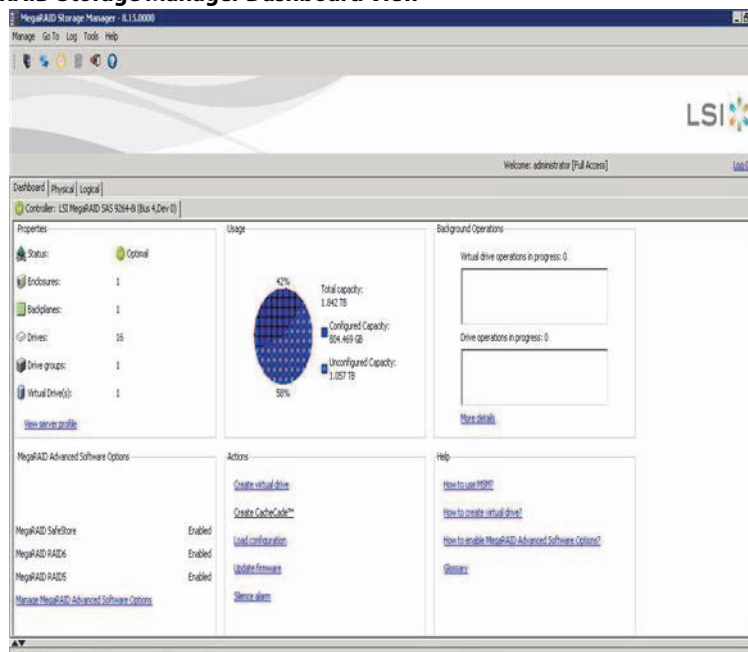 RAID Storage Manager Dashboard View
MegaRAID Storage Manager - 8.15.0000
Manage Go To Log Tools Help
LSI
Welcome: administrator [Full Access]
Dashboard Physical Logical
Controller: LSI MegaRAID SAS 9264-8i (Bus 4,Dev 0)
Properties
Status: Optimal
Enclosures: 1
Backplanes: 1
Drives: 16
Drive groups: 1
Virtual Drive(s): 1
View server profile
Usage
42%
58%
Total capacity:
1.842 TB
Configured Capacity:
804.469 GB
Unconfigured Capacity:
1.057 TB
Background Operations
Virtual drive operations in progress: 0
Drive operations in progress: 0
More details
MegaRAID Advanced Software Options
MegaRAID SafeStore Enabled
MegaRAID RAID6 Enabled
MegaRAID RAID5 Enabled
Manage MegaRAID Advanced Software Options
Actions
Create virtual drive
Create CacheCade™
Load configuration
Update firmware
Silence alarm
Help
How to use MSM?
How to create virtual drive?
How to enable MegaRAID Advanced Software Options?
Glossary